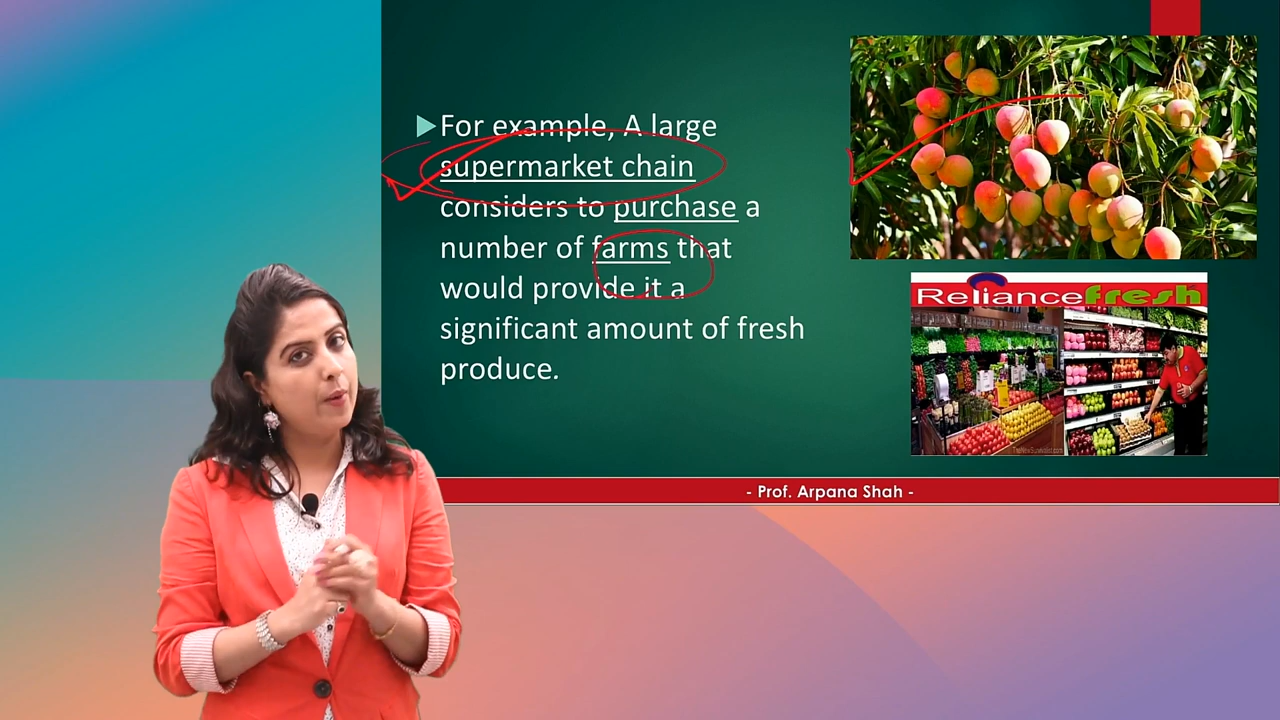 For example, A large
supermarket chain
considers to purchase a
number of farms that
would provide it a
significant amount of fresh
produce.
Reliancefresh
- Prof. Arpana Shah -